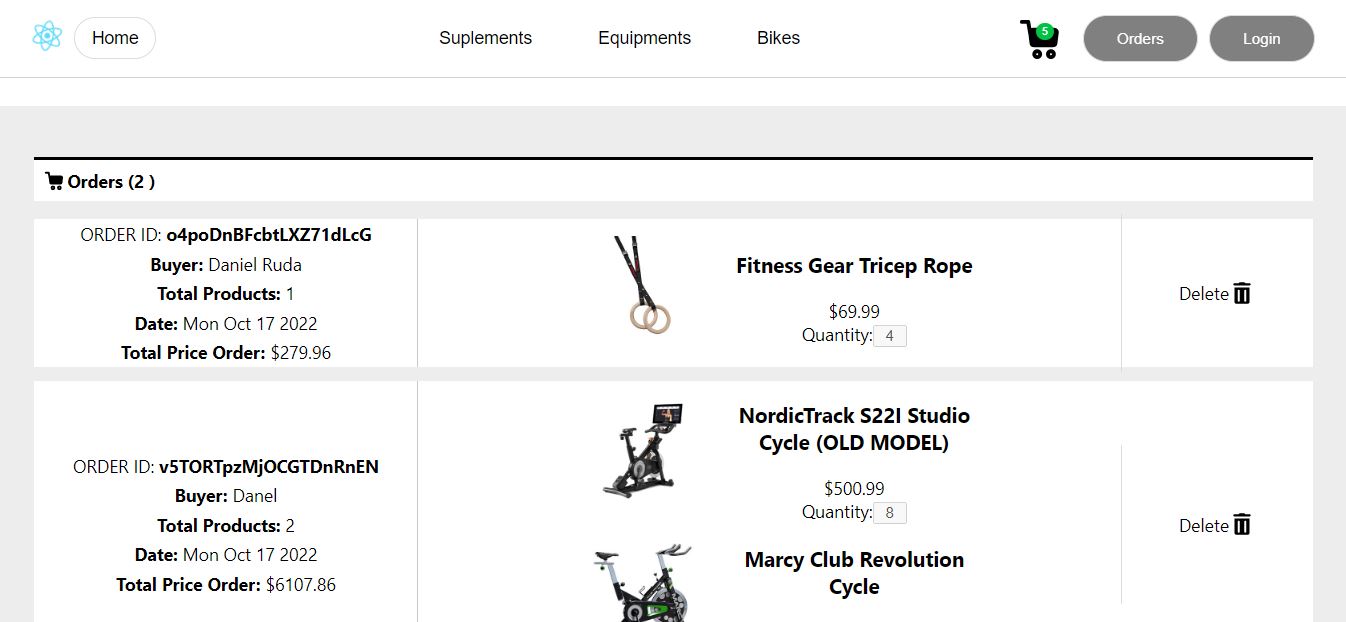 Home
Suplements
Equipments
Bikes
5
Orders
Login
Orders (2 )
ORDER ID: o4poDnBFcbtLXZ71dLcG
Buyer: Daniel Ruda
Total Products: 1
Date: Mon Oct 17 2022
Total Price Order: $279.96
Fitness Gear Tricep Rope
$69.99
Quantity: 4
Delete
ORDER ID: v5TORTpzMjOCGTDnRnEN
Buyer: Danel
Total Products: 2
Date: Mon Oct 17 2022
Total Price Order: $6107.86
NordicTrack S22I Studio
Cycle (OLD MODEL)
$500.99
Quantity: 8
Marcy Club Revolution
Cycle
Delete